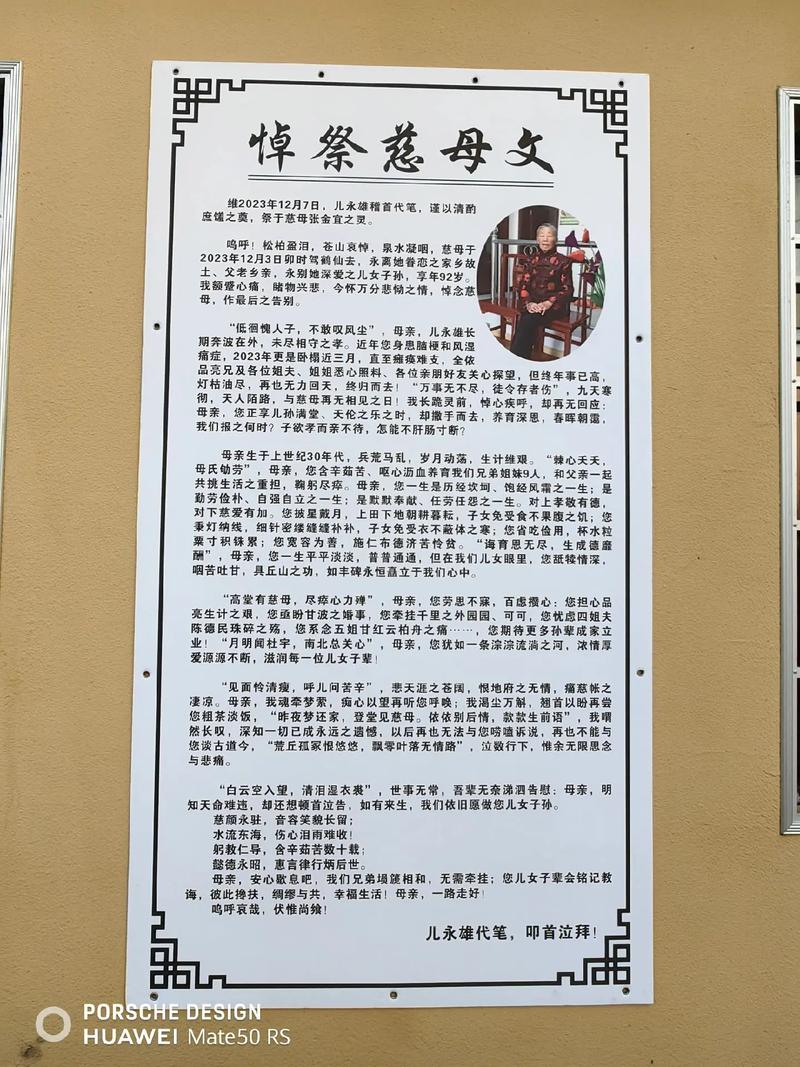 悼祭慈母文
维2023年12月7日，儿永雄稽首代笔，谨以清酌
庶馐之奠，祭于慈母张金宜之灵。
呜呼！松柏盈泪，苍山哀悼，泉水凝咽，慈母于
2023年12月3日卯时驾鹤仙去，永离她眷恋之家乡故
土、父老乡亲，永别她深爱之儿女子孙，享年92岁。
我额蹙心痛，睹物兴悲，今怀万分悲恸之情，悼念慈
母，作最后之告别。
“低徊愧人子，不敢叹风尘”，母亲，儿永雄长
期奔波在外，未尽相守之孝。近年您身患脑梗和风湿
痛症，2023年更是卧榻近三月，直至瘫痪难支，全依
品亮兄及各位姐夫、姐姐悉心照料、各位亲朋好友关心探望，但终年事已高，
灯枯油尽，再也无力回天，终归而去！“万事无不尽，徒令存者伤”，九天寒
彻，天人陌路，与慈母再无相见之日！我长跪灵前，悼心疾呼，却再无回应；
母亲，您正享儿孙满堂、天伦之乐之时，却撒手而去，养育深恩，春晖朝霭，
我们报之何时？子欲孝而亲不待，怎能不肝肠寸断？
母亲生于上世纪30年代，兵荒马乱，岁月动荡，生计维艰。“棘心夭夭，
母氏劬劳”，母亲，您含辛茹苦、呕心沥血养育我们兄弟姐妹9人，和父亲一起
共挑生活之重担，鞠躬尽瘁。母亲，您一生是历经坎坷、饱经风霜之一生；是
勤劳俭朴、自强自立之一生；是默默奉献、任劳任怨之一生。对上孝敬有德，
对下慈爱有加。您披星戴月，上田下地朝耕暮耘，子女免受食不果腹之饥；您
秉灯纳线，细针密缕缝缝补补，子女免受衣不蔽体之寒；您省吃俭用，杯水粒
粟寸积铢累；您宽容为善，施仁布德济苦怜贫。“诲育恩无尽，生成德靡
酬”，母亲，您一生平平淡淡，普普通通，但在我们儿女眼里，您舐犊情深，
咽苦吐甘，具丘山之功，如丰碑永恒矗立于我们心中。
“高堂有慈母，尽瘁心力殚”，母亲，您劳思不寐，百虑攒心：您担心品
亮生计之艰，您亟盼甘波之婚事，您牵挂千里之外园园、可可，您忧虑四姐夫
陈德民珠碎之殇，您系念五姐甘红云柏舟之痛……，您期待更多孙辈成家立
业！“月明闻杜宇，南北总关心”，母亲，您犹如一条淙淙流淌之河，浓情厚
爱源源不断，滋润每一位儿女子辈！
“见面怜清瘦，呼儿问苦辛”，悲天涯之苍阔，恨地府之无情，痛慈帐之
凄凉。母亲，我魂牵梦萦，痴心以望再听您呼唤；我渴尘万斛，翘首以盼再尝
您粗茶淡饭，“昨夜梦还家，登堂见慈母。依依别后情，款款生前语”，我喟
然长叹，深知一切已成永远之遗憾，以后再也无法与您唠嗑诉说，再也不能与
您谈古道今，“荒丘孤冢恨悠悠，飘零叶落无情路”，泣数行下，惟余无限思念
与悲痛。
“白云空入望，清泪湿衣裘”，世事无常，吾辈无奈涕泗告慰：母亲，明
知天命难违，却还想顿首泣告，如有来生，我们依旧愿做您儿女子孙。
慈颜永驻，音容笑貌长留；
水流东海，伤心泪雨难收！
躬教仁导，含辛茹苦数十载；
懿德永昭，惠言律行炳后世。
母亲，安心歇息吧，我们兄弟埙篪相和，无需牵挂；您儿女子辈会铭记教
诲，彼此搀扶，绸缪与共，幸福生活！母亲，一路走好！
呜呼哀哉，伏惟尚飨！
儿永雄代笔，叩首泣拜！
PORSCHE DESIGN
HUAWEI Mate50 RS